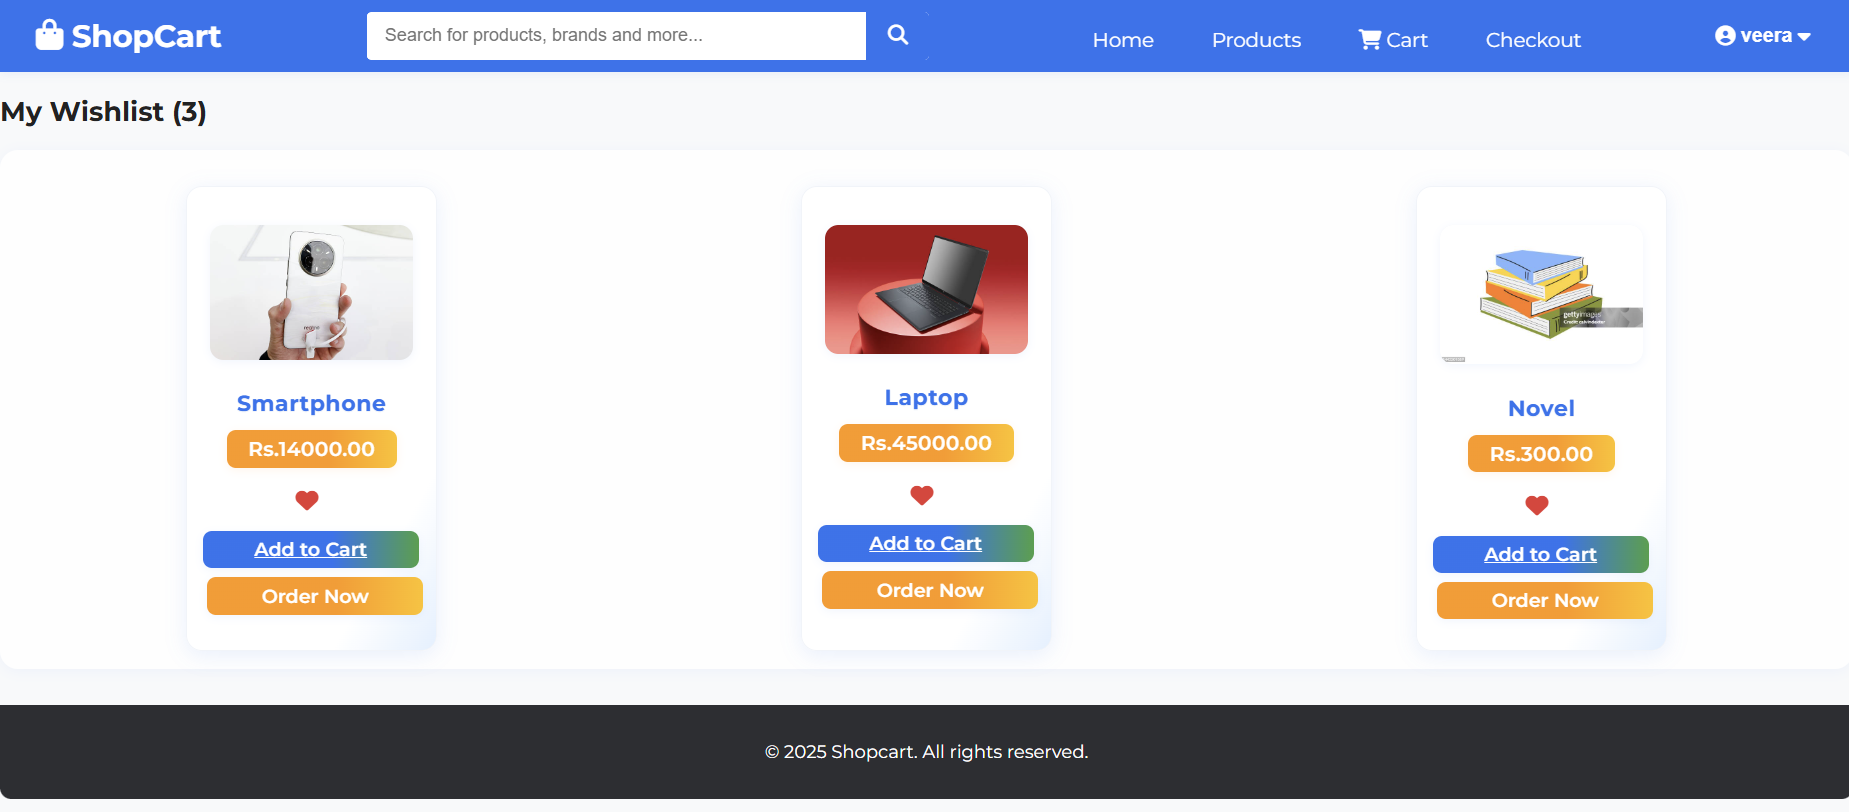 ShopCart
Search for products, brands and more...
Home
Products
Cart
Checkout
veera
My Wishlist (3)
Smartphone
Rs.14000.00
Add to Cart
Order Now
Laptop
Rs.45000.00
Add to Cart
Order Now
gettyimages
Novel
Rs.300.00
Add to Cart
Order Now
© 2025 Shopcart. All rights reserved.